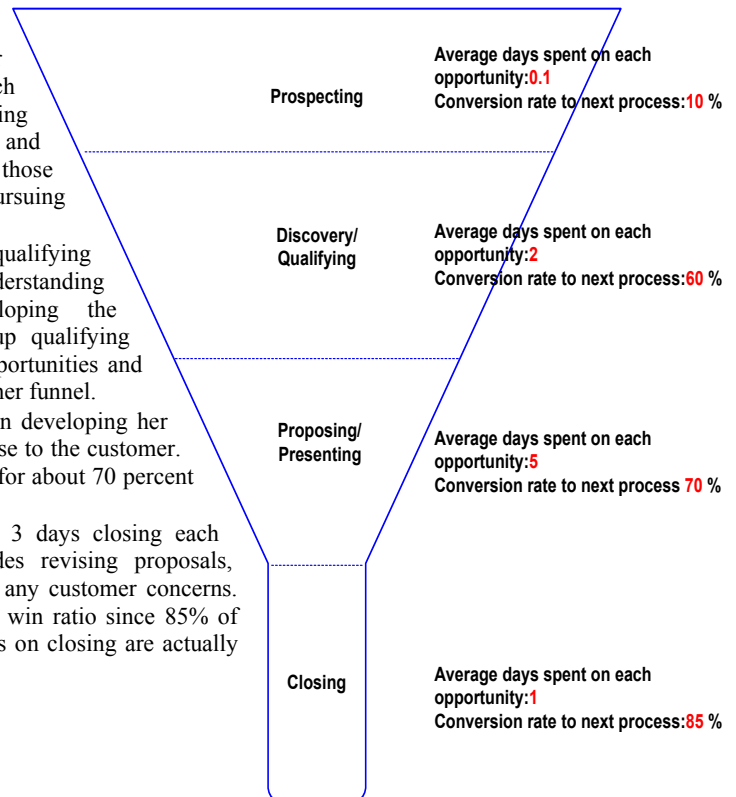 ch
ing
and
those
ursuing
qualifying
derstanding
loping the
up qualifying
portunities and
her funnel.
n developing her
se to the customer.
for about 70 percent
3 days closing each
des revising proposals,
any customer concerns.
win ratio since 85% of
s on closing are actually
Prospecting
Average days spent on each
opportunity:0.1
Conversion rate to next process:10 %
Discovery/
Qualifying
Average days spent on each
opportunity:2
Conversion rate to next process:60 %
Proposing/
Presenting
Average days spent on each
opportunity:5
Conversion rate to next process 70 %
Closing
Average days spent on each
opportunity:1
Conversion rate to next process:85 %